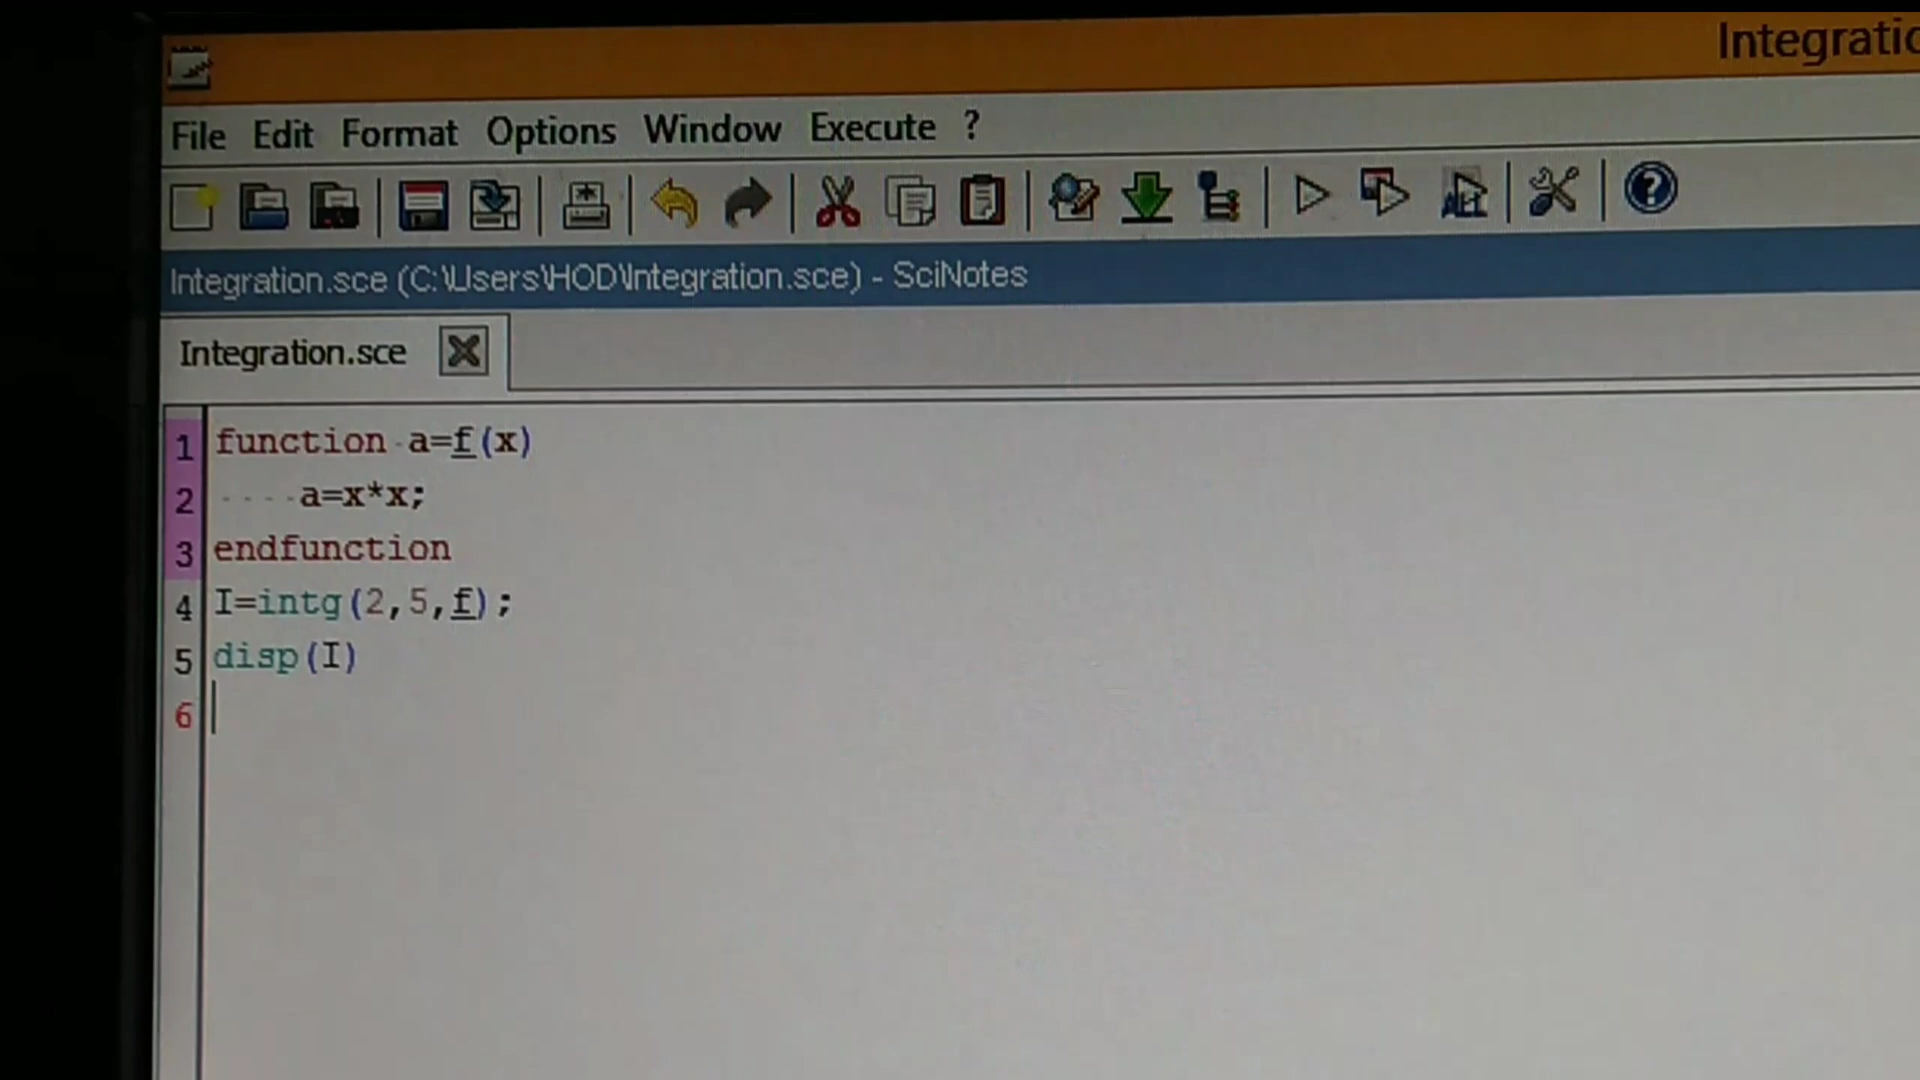 Integratio
File Edit Format Options Window Execute ?
Integration.sce (C:\Users\HOD\Integration.sce) - SciNotes
Integration.sce
1 function a=f(x)
2 a=x*x;
3 endfunction
4 I=intg(2,5,f);
5 disp(I)
6